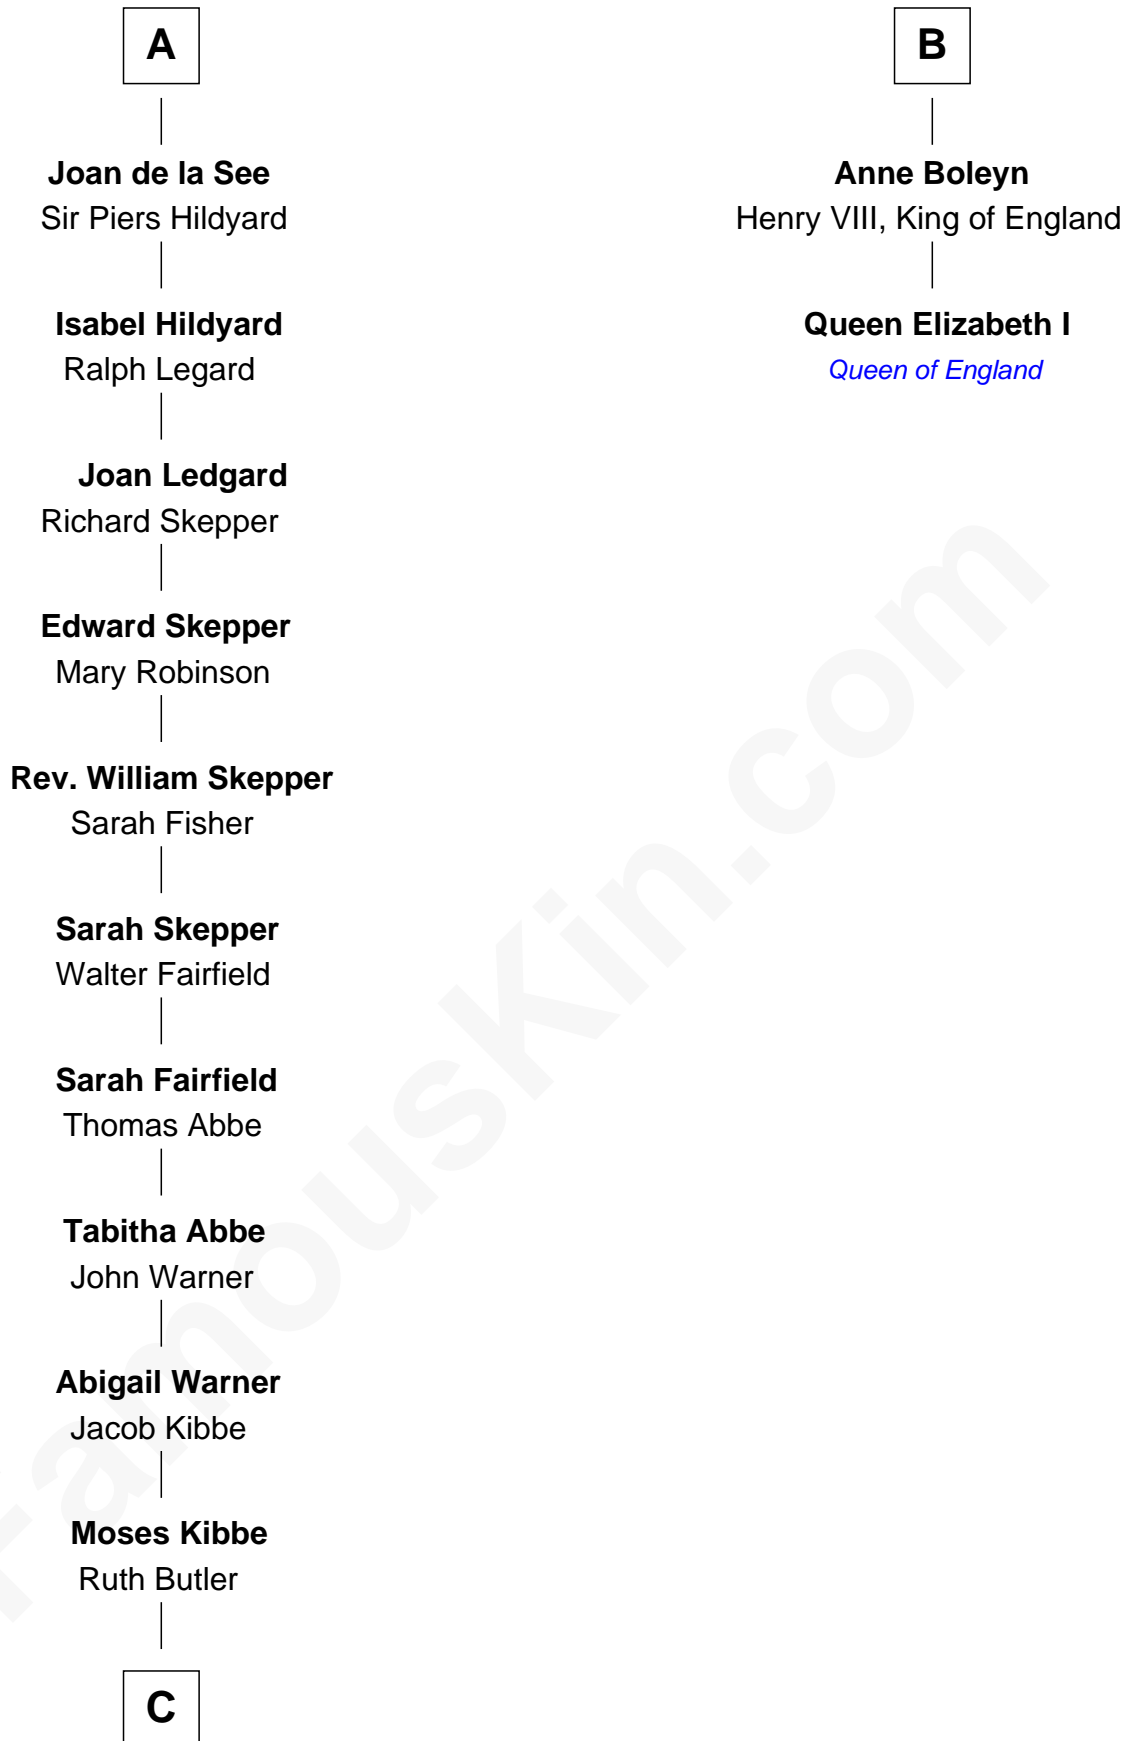 A
Joan de la See
Sir Piers Hildyard
Isabel Hildyard
Ralph Legard
Joan Ledgard
Richard Skepper
Edward Skepper
Mary Robinson
Rev. William Skepper
Sarah Fisher
Sarah Skepper
Walter Fairfield
Sarah Fairfield
Thomas Abbe
Tabitha Abbe
John Warner
Abigail Warner
Jacob Kibbe
Moses Kibbe
Ruth Butler
C
B
Anne Boleyn
Henry VIII, King of England
Queen Elizabeth I
Queen of England
FamousKin.com